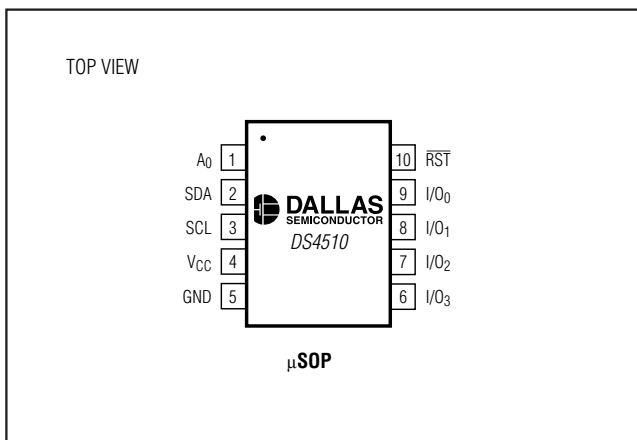 TOP VIEW
A0 1
SDA 2
SCL 3
VCC 4
GND 5
DALLAS
SEMICONDUCTOR
DS4510
10 R̅S̅T̅
9 I/O0
8 I/O1
7 I/O2
6 I/O3
μSOP